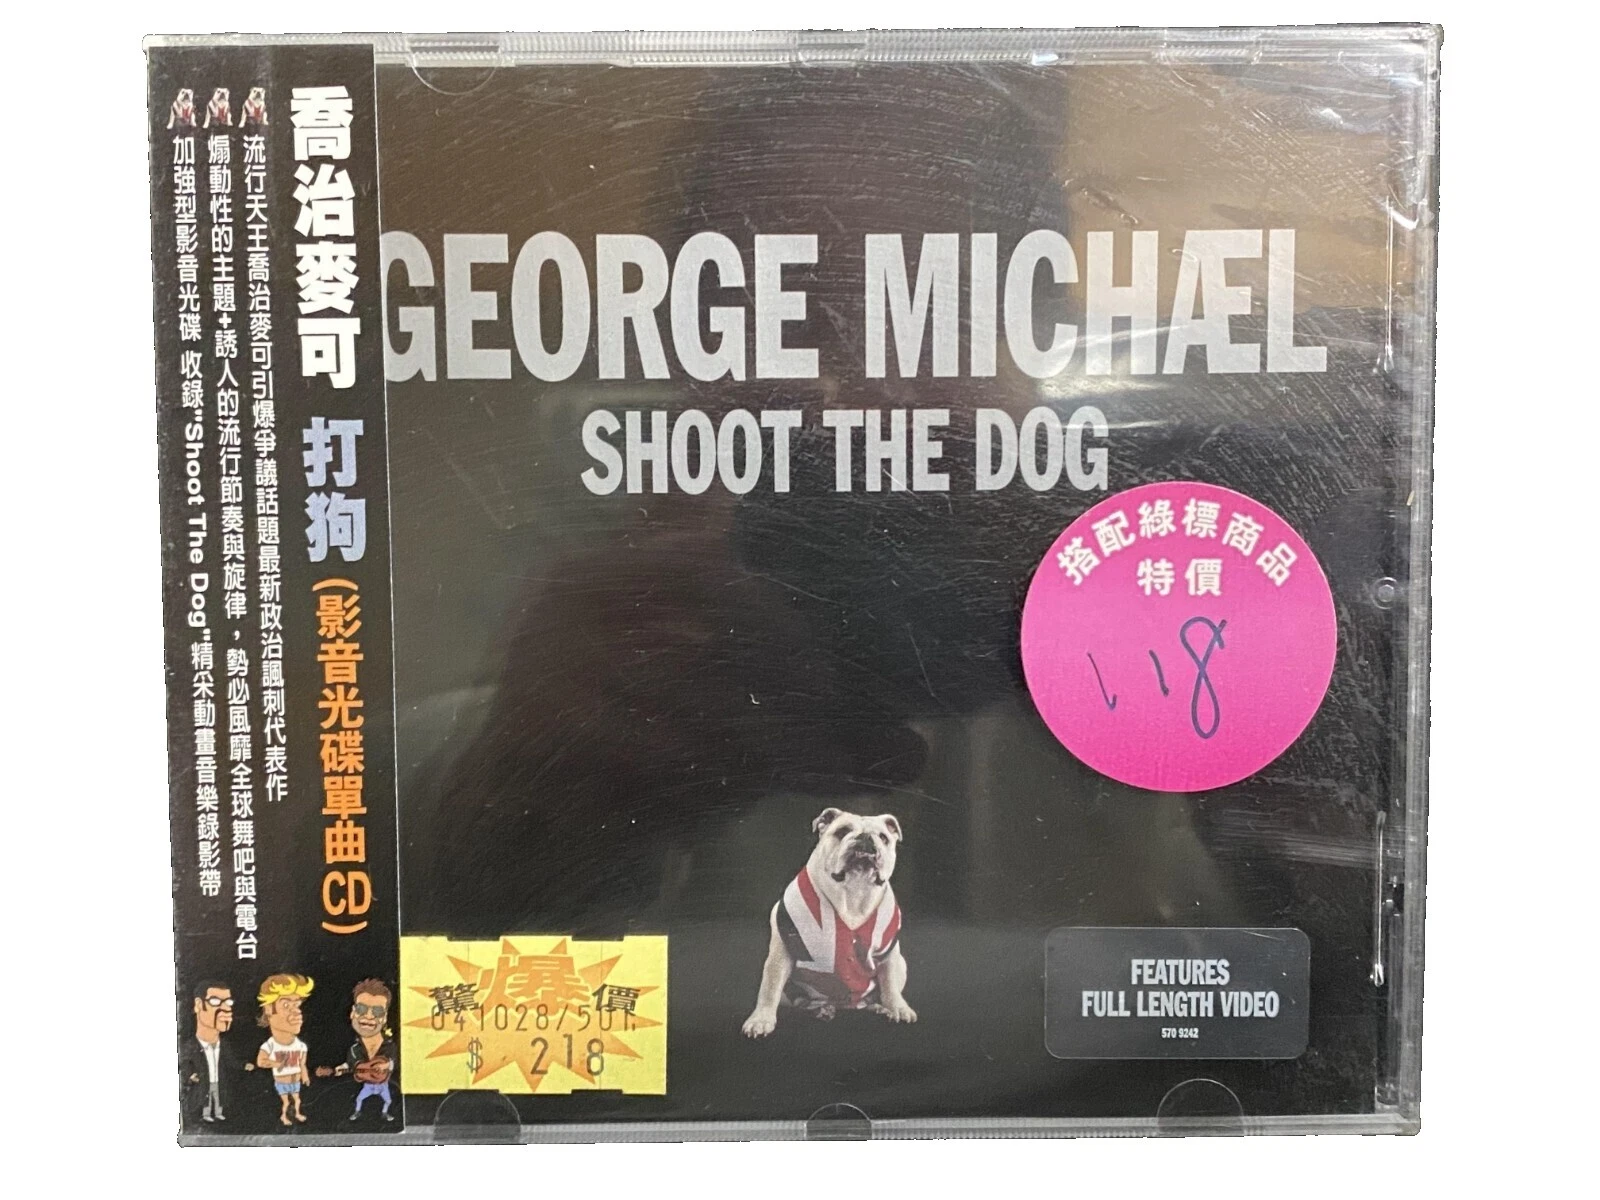 喬治麥可 打狗 (影音光碟單曲CD)
流行天王喬治麥可引爆爭議話題最新政治諷刺代表作
煽動性的主題+誘人的流行節奏與旋律，勢必風靡全球舞吧與電台
加強型影音光碟 收錄"Shoot The Dog"精采動畫音樂錄影帶
GEORGE MICHÆL
SHOOT THE DOG
搭配綠標商品
特價
118
驚爆價
041028/501.
$ 218
FEATURES
FULL LENGTH VIDEO
570 9242